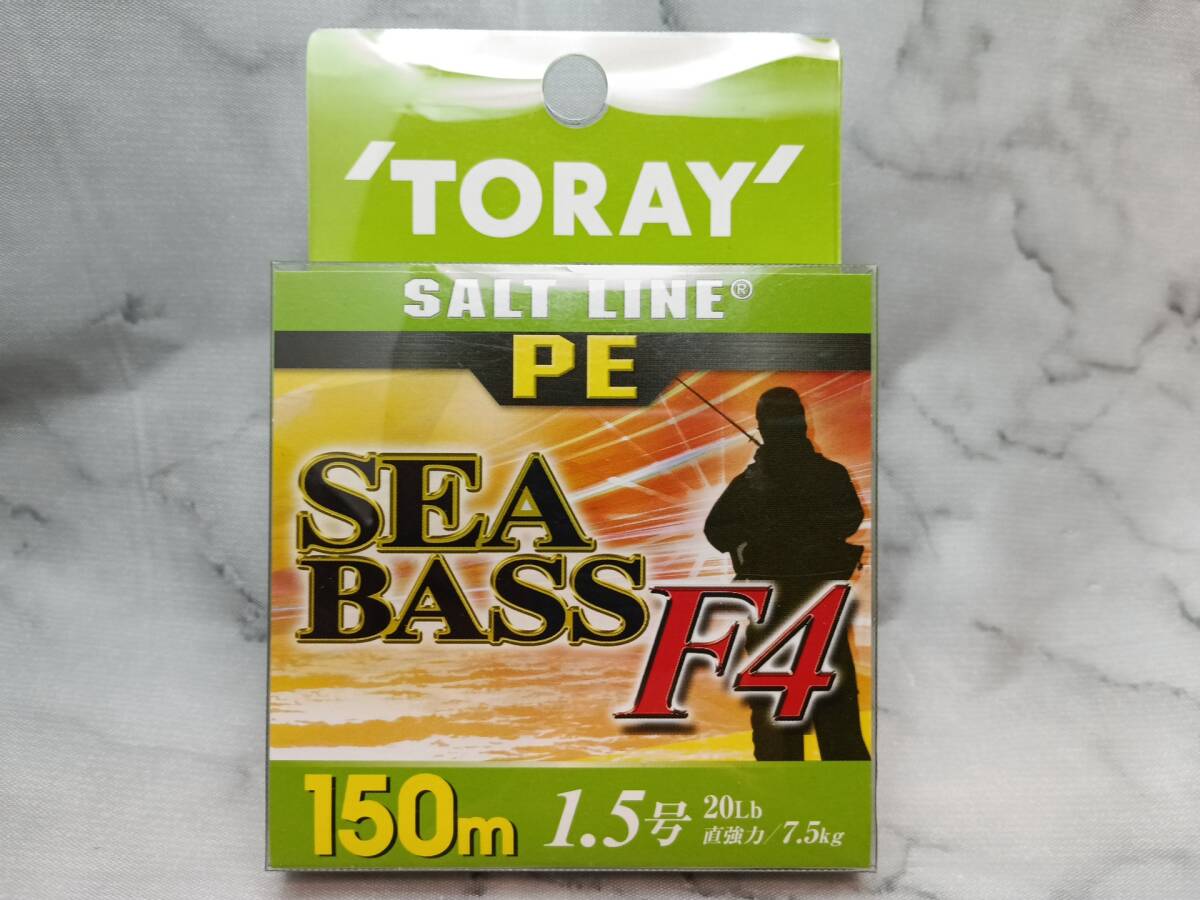 'TORAY'
SALT LINE®
PE
SEA
BASS
F4
150m 1.5号 20Lb
直強力/7.5kg